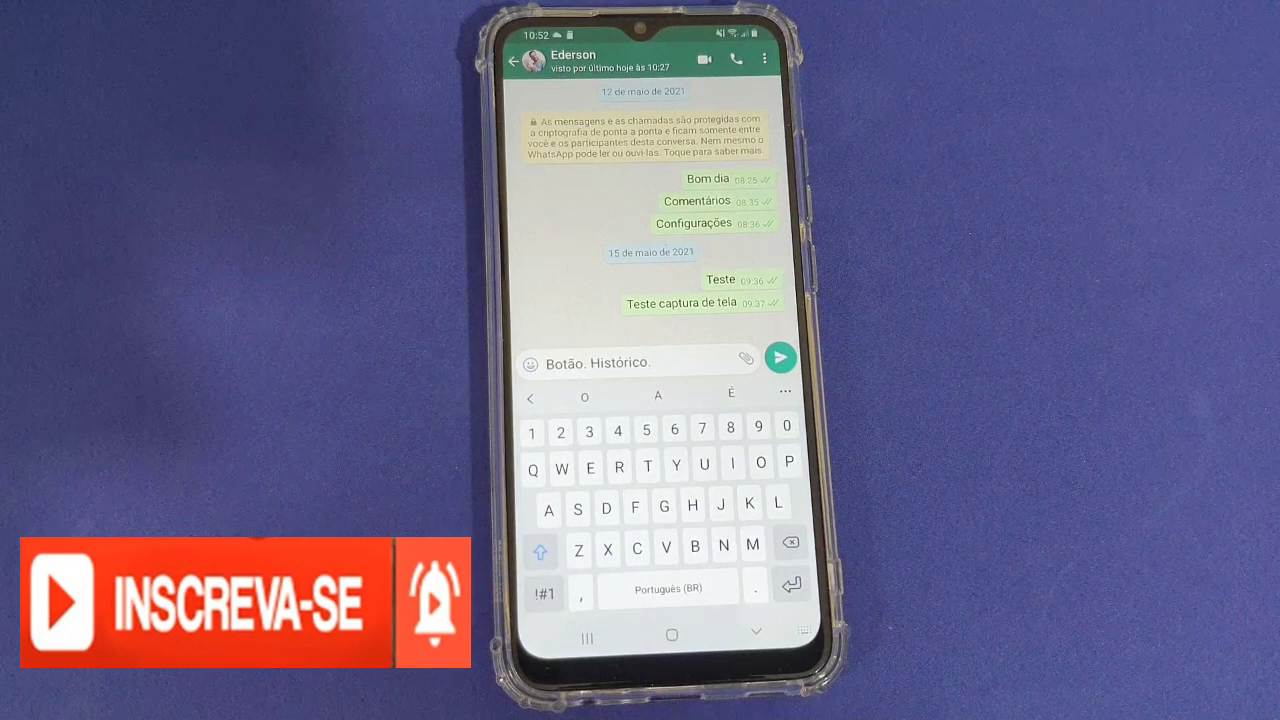 10:52
Ederson
visto por último hoje às 10:27
12 de maio de 2021
As mensagens e as chamadas são protegidas com
a criptografia de ponta a ponta e ficam somente entre
você e os participantes desta conversa. Nem mesmo o
WhatsApp pode ler ou ouvi-las. Toque para saber mais.
Bom dia 08:25
Comentários 08:35
Configurações 08:36
15 de maio de 2021
Teste 09:36
Teste captura de tela 09:37
Botão. Histórico.
O A É
1 2 3 4 5 6 7 8 9 0
Q W E R T Y U I O P
A S D F G H J K L
Z X C V B N M
!#1 , Português (BR) .
INSCREVA-SE